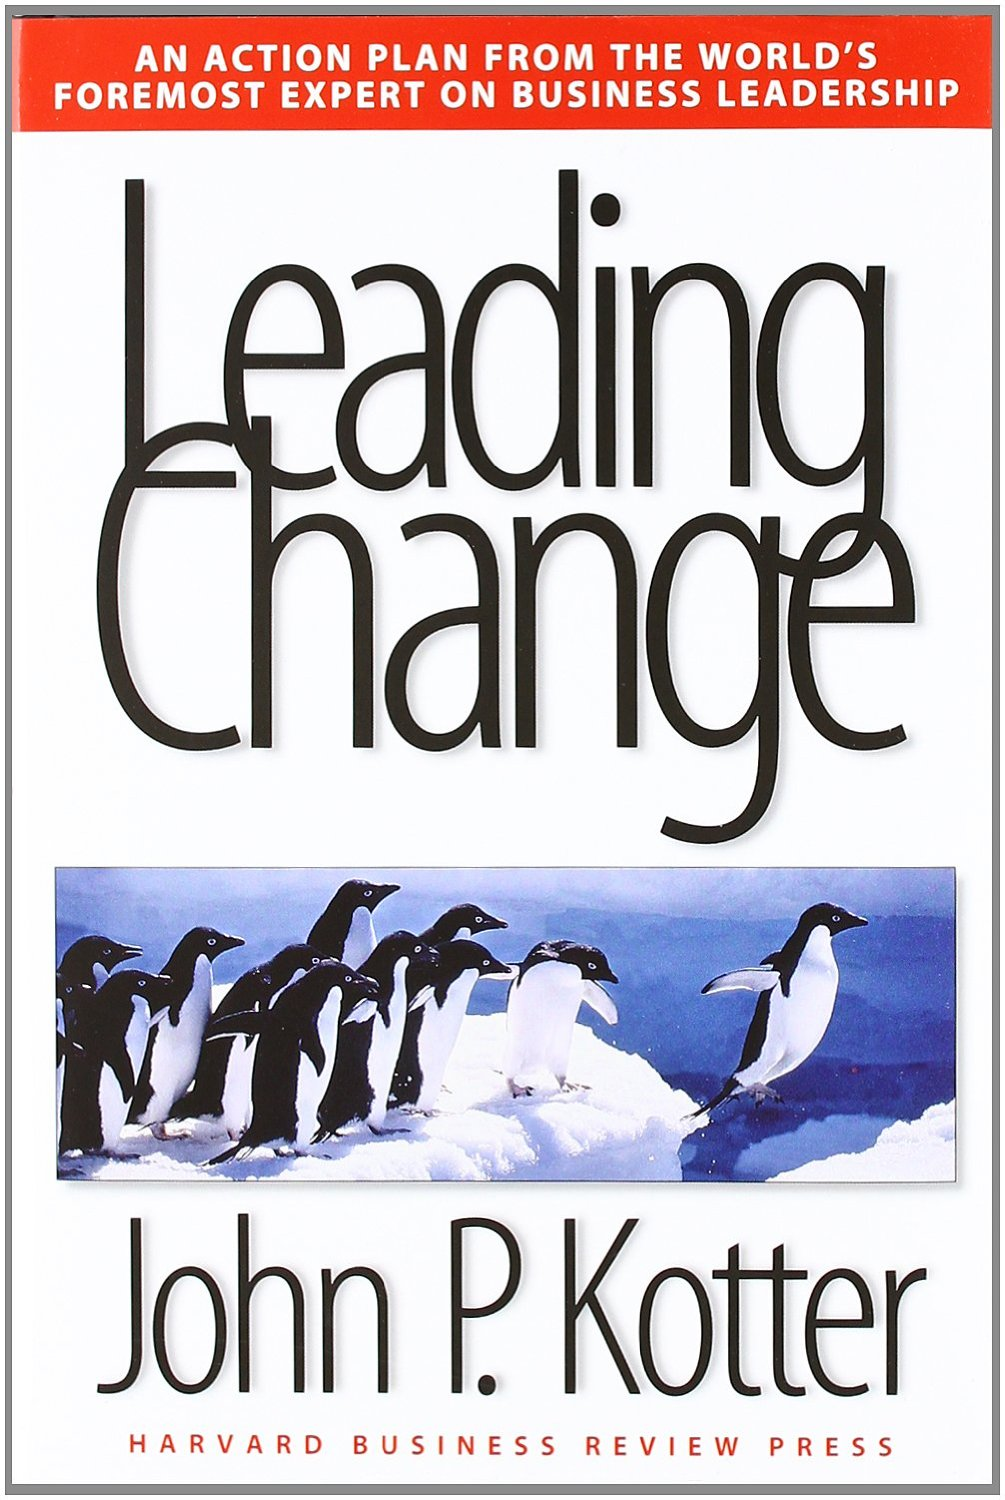 AN ACTION PLAN FROM THE WORLD'S
FOREMOST EXPERT ON BUSINESS LEADERSHIP
Leading
Change
John P. Kotter
HARVARD BUSINESS REVIEW PRESS